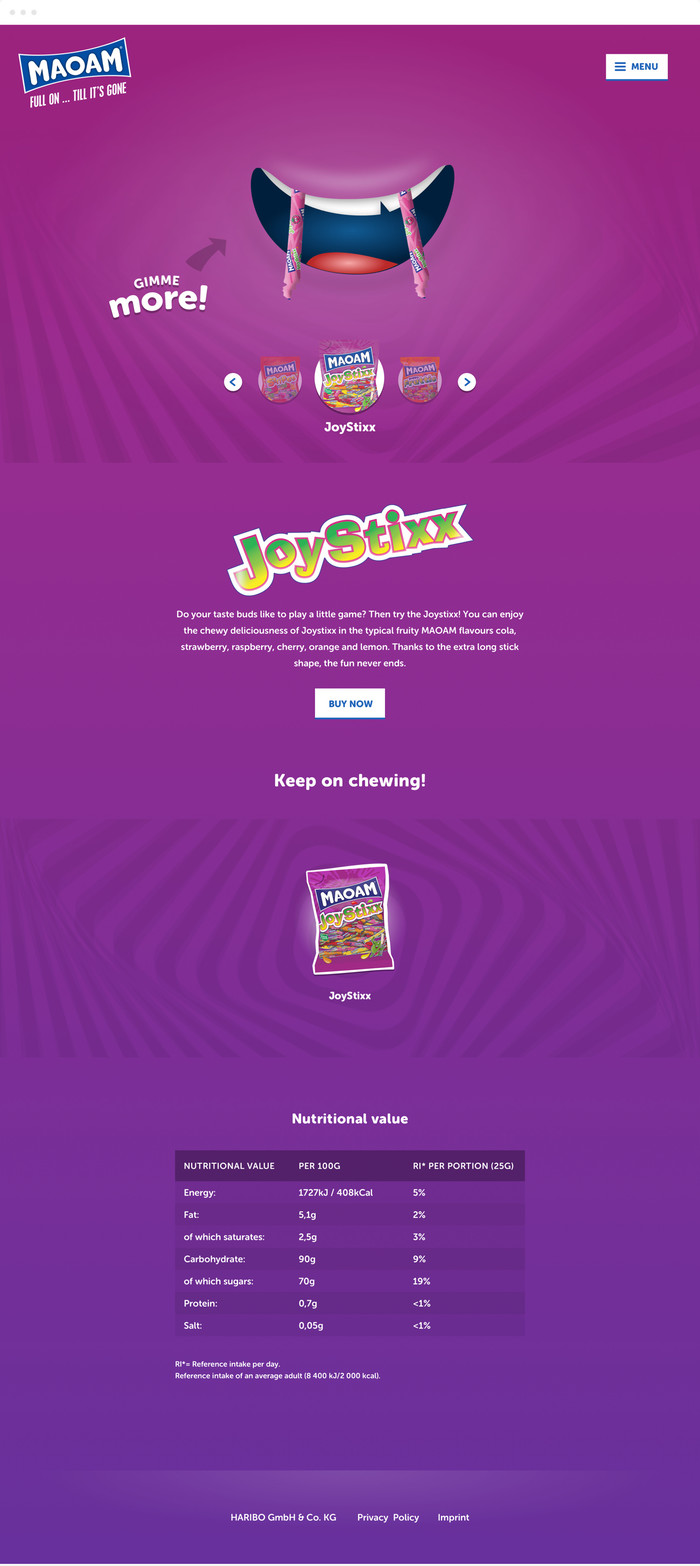 MAOAM
FULL ON ... TILL IT'S GONE
MENU
GIMME
more!
MAOAM
MAOAM
JoyStixx
MAOAM
JoyStixx
JoyStixx
Do your taste buds like to play a little game? Then try the Joystixx! You can enjoy
the chewy deliciousness of Joystixx in the typical fruity MAOAM flavours cola,
strawberry, raspberry, cherry, orange and lemon. Thanks to the extra long stick
shape, the fun never ends.
BUY NOW
Keep on chewing!
MAOAM
JoyStixx
JoyStixx
Nutritional value
NUTRITIONAL VALUE PER 100G RI* PER PORTION (25G)
Energy: 1727kJ / 408kCal 5%
Fat: 5,1g 2%
of which saturates: 2,5g 3%
Carbohydrate: 90g 9%
of which sugars: 70g 19%
Protein: 0,7g <1%
Salt: 0,05g <1%
RI*= Reference intake per day.
Reference intake of an average adult (8 400 kJ/2 000 kcal).
HARIBO GmbH & Co. KG Privacy Policy Imprint